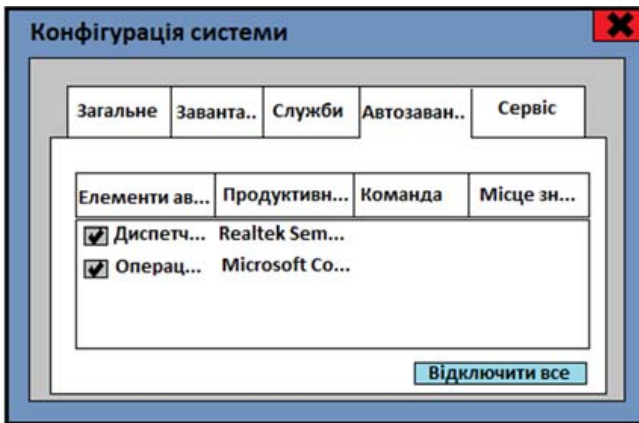 Конфігурація системи
Загальне Заванта.. Служби Автозаван.. Сервіс
Елементи ав... Продуктивн... Команда Місце зн...
Диспетч... Realtek Sem...
Операц... Microsoft Co...
Відключити все